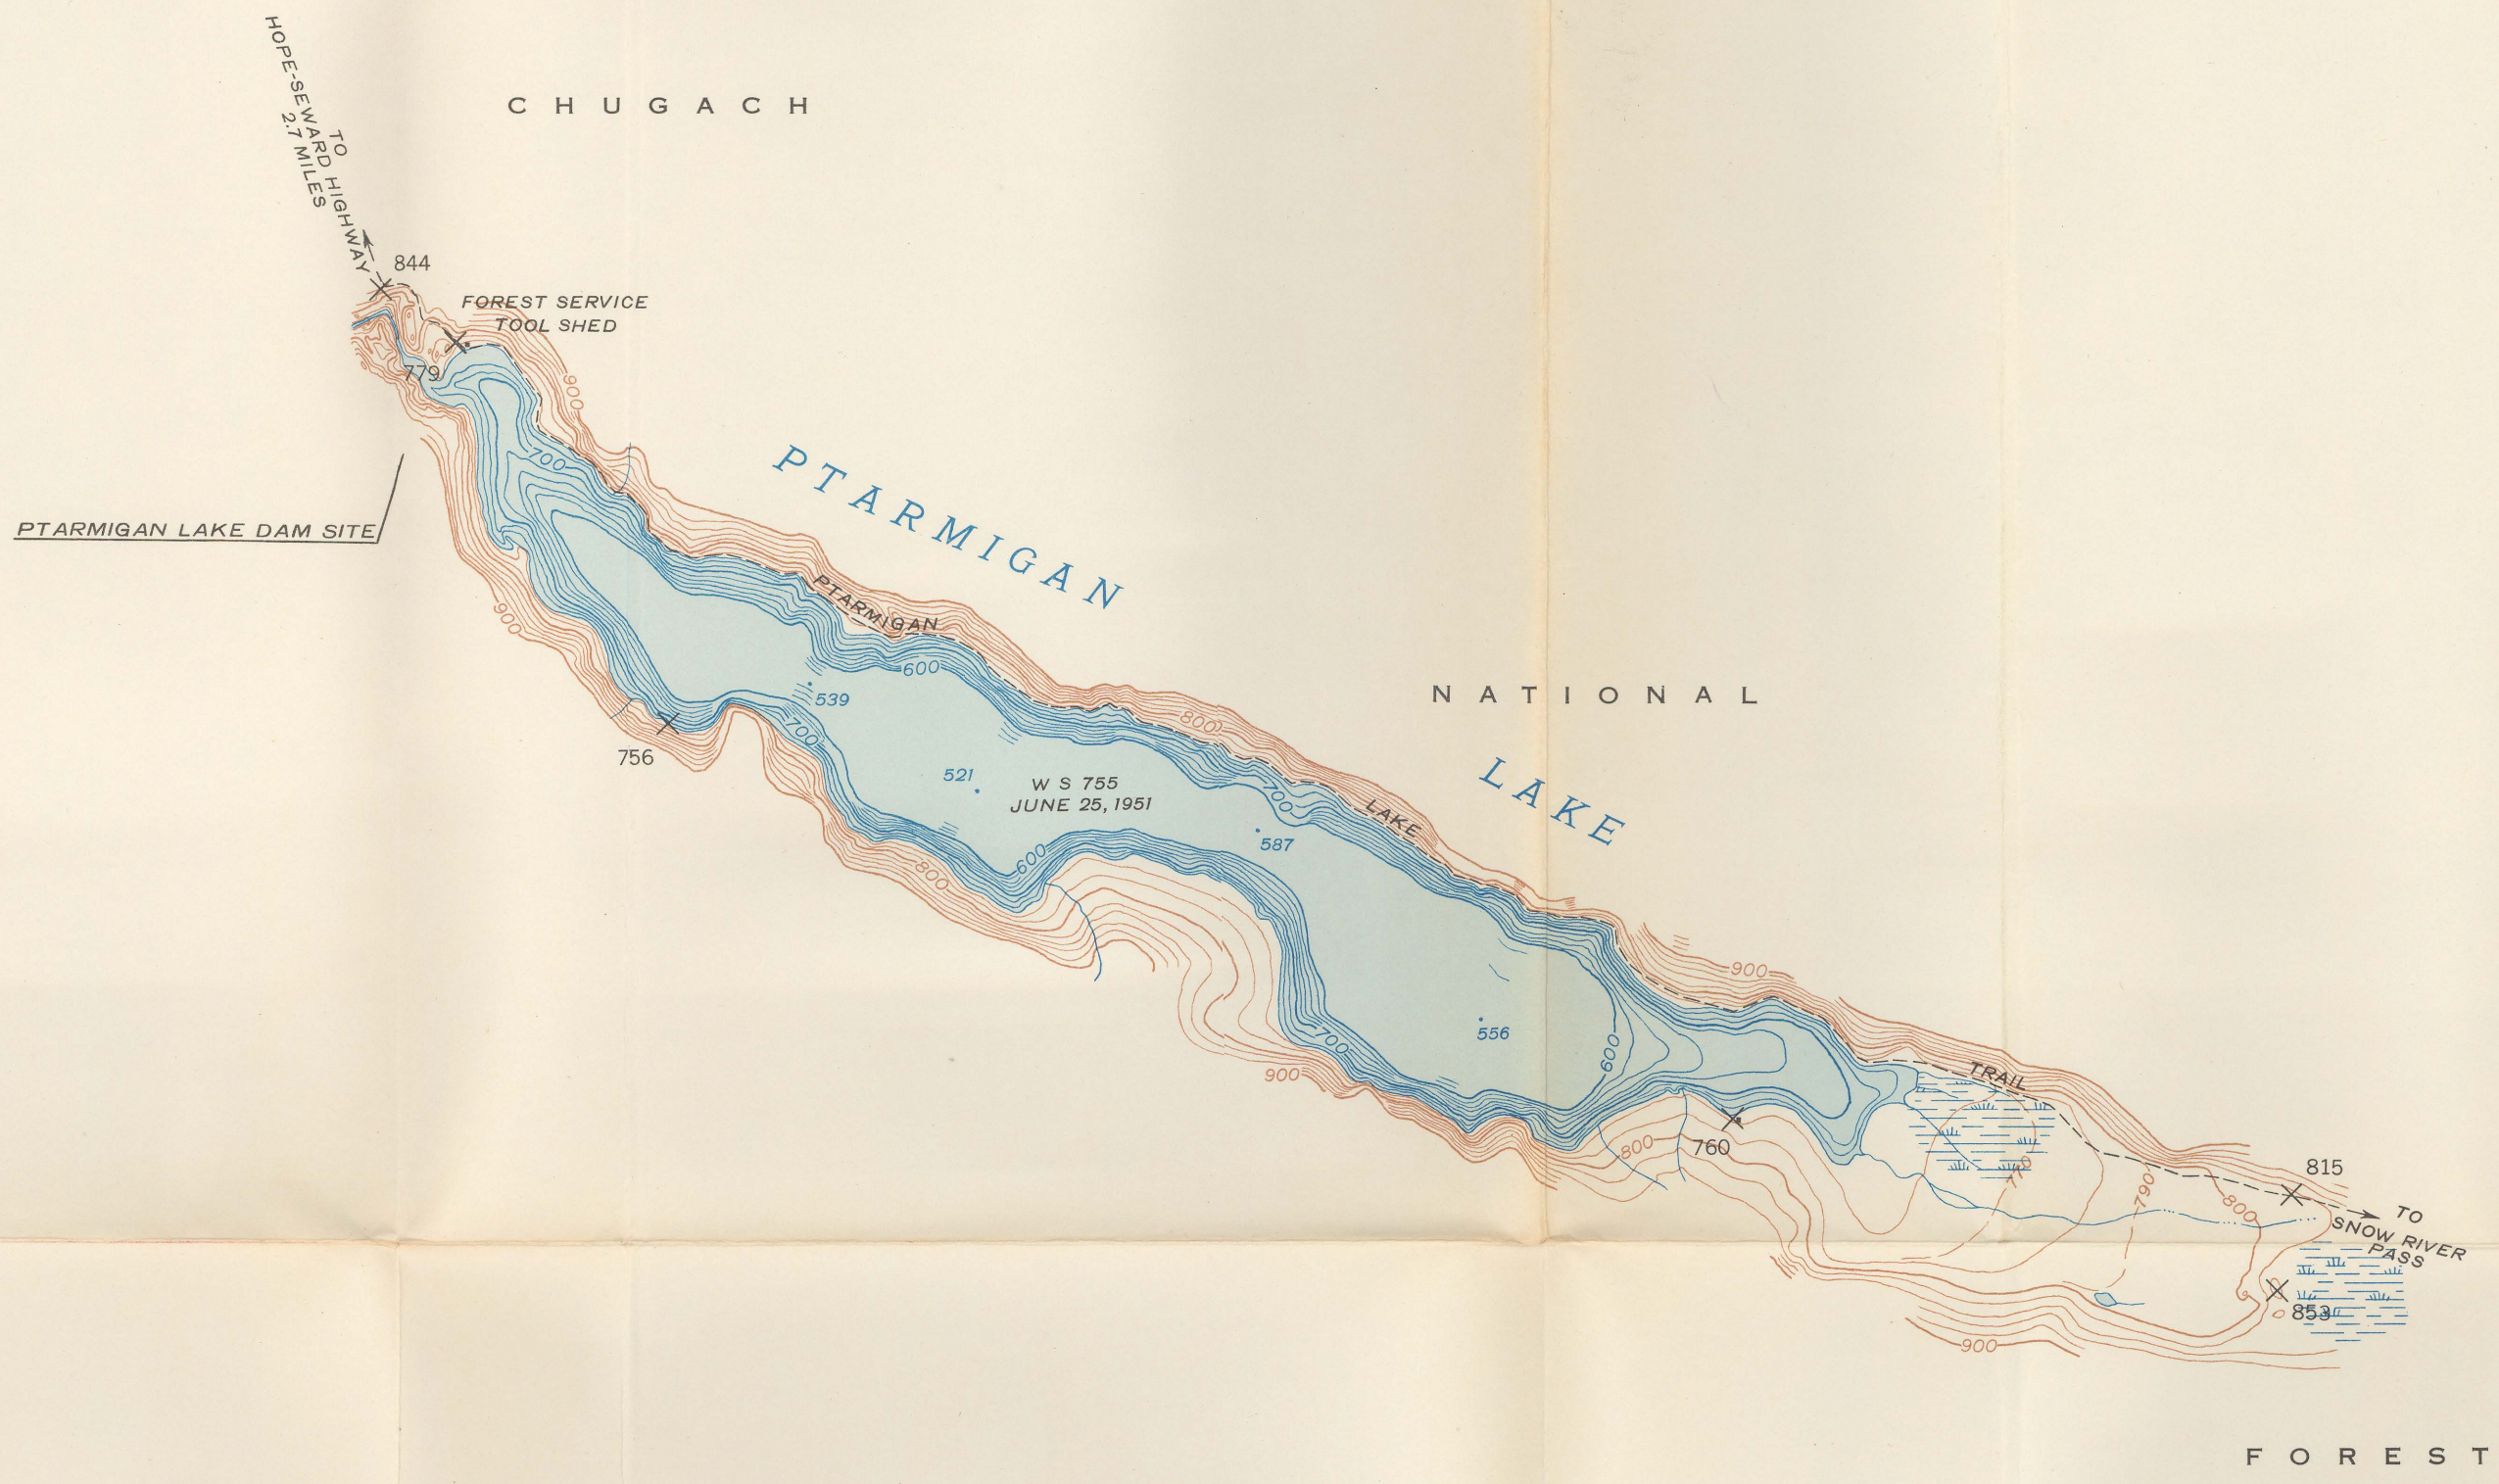 TO
HOPE-SEWARD HIGHWAY
2.7 MILES
CHUGACH
844
FOREST SERVICE
TOOL SHED
779
900
700
PTARMIGAN
PTARMIGAN LAKE DAM SITE
PTARMIGAN
900
600
539
700
756
NATIONAL
800
LAKE
521
W S 755
JUNE 25, 1951
700
LAKE
587
600
800
900
556
700
600
900
TRAIL
800
760
770
790
800
815
TO
SNOW RIVER
PASS
853
900
FOREST